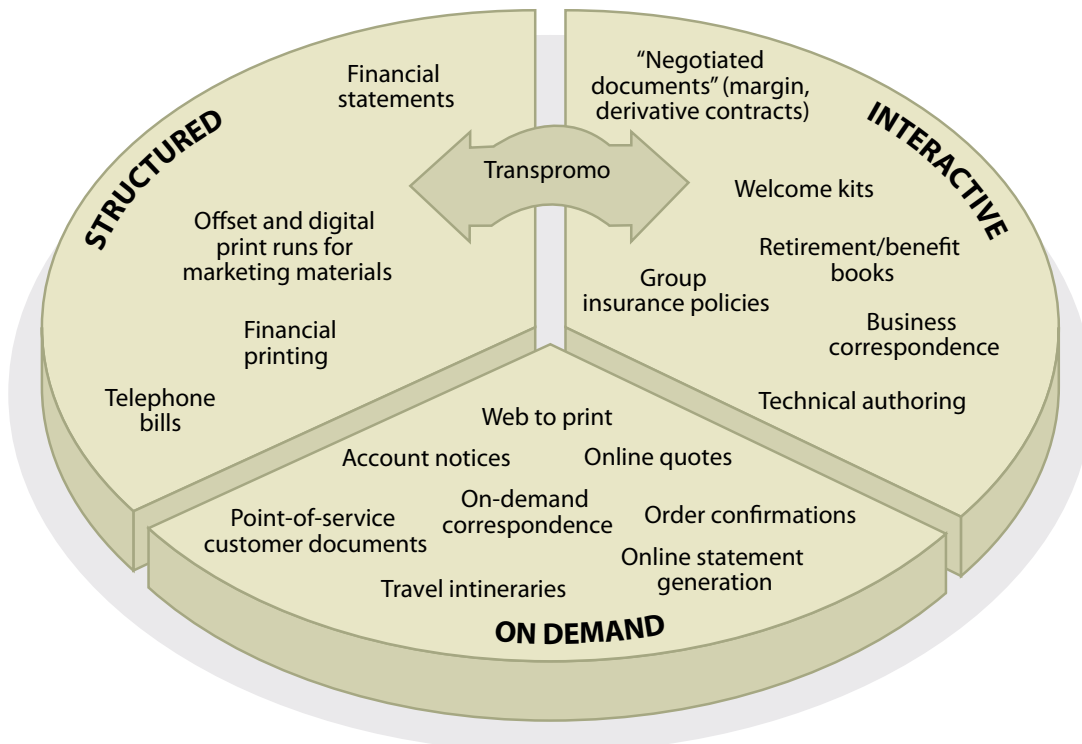 STRUCTURED
Financial
statements
Offset and digital
print runs for
marketing materials
Financial
printing
Telephone
bills
Transpromo
INTERACTIVE
“Negotiated
documents” (margin,
derivative contracts)
Welcome kits
Retirement/benefit
books
Group
insurance policies
Business
correspondence
Technical authoring
Web to print
Account notices
Online quotes
On-demand
correspondence
Point-of-service
customer documents
Order confirmations
Online statement
generation
Travel intineraries
ON DEMAND